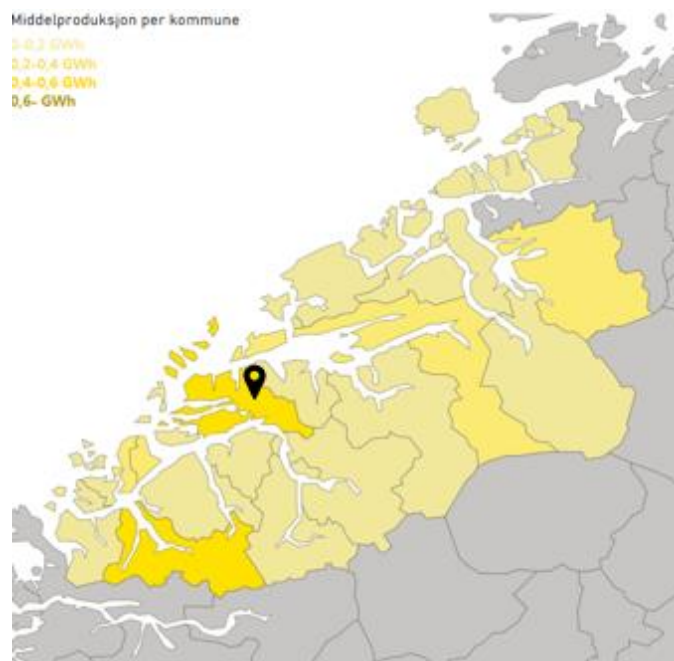 Middelproduksjon per kommune
0-0,2 GWh
0,2-0,4 GWh
0,4-0,6 GWh
0,6- GWh